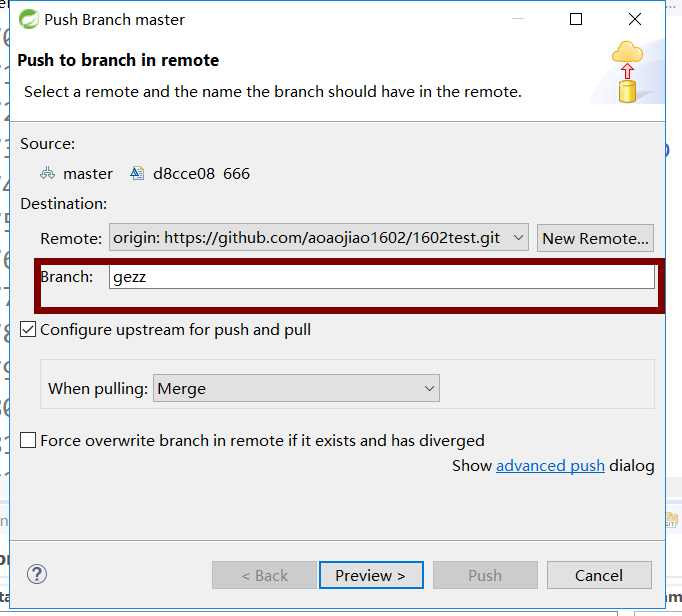 Push Branch master
Push to branch in remote
Select a remote and the name the branch should have in the remote.
Source:
master d8cce08 666
Destination:
Remote: origin: https://github.com/aoaojiao1602/1602test.git New Remote...
Branch: gezz
Configure upstream for push and pull
When pulling: Merge
Force overwrite branch in remote if it exists and has diverged
Show advanced push dialog
? < Back Preview > Push Cancel